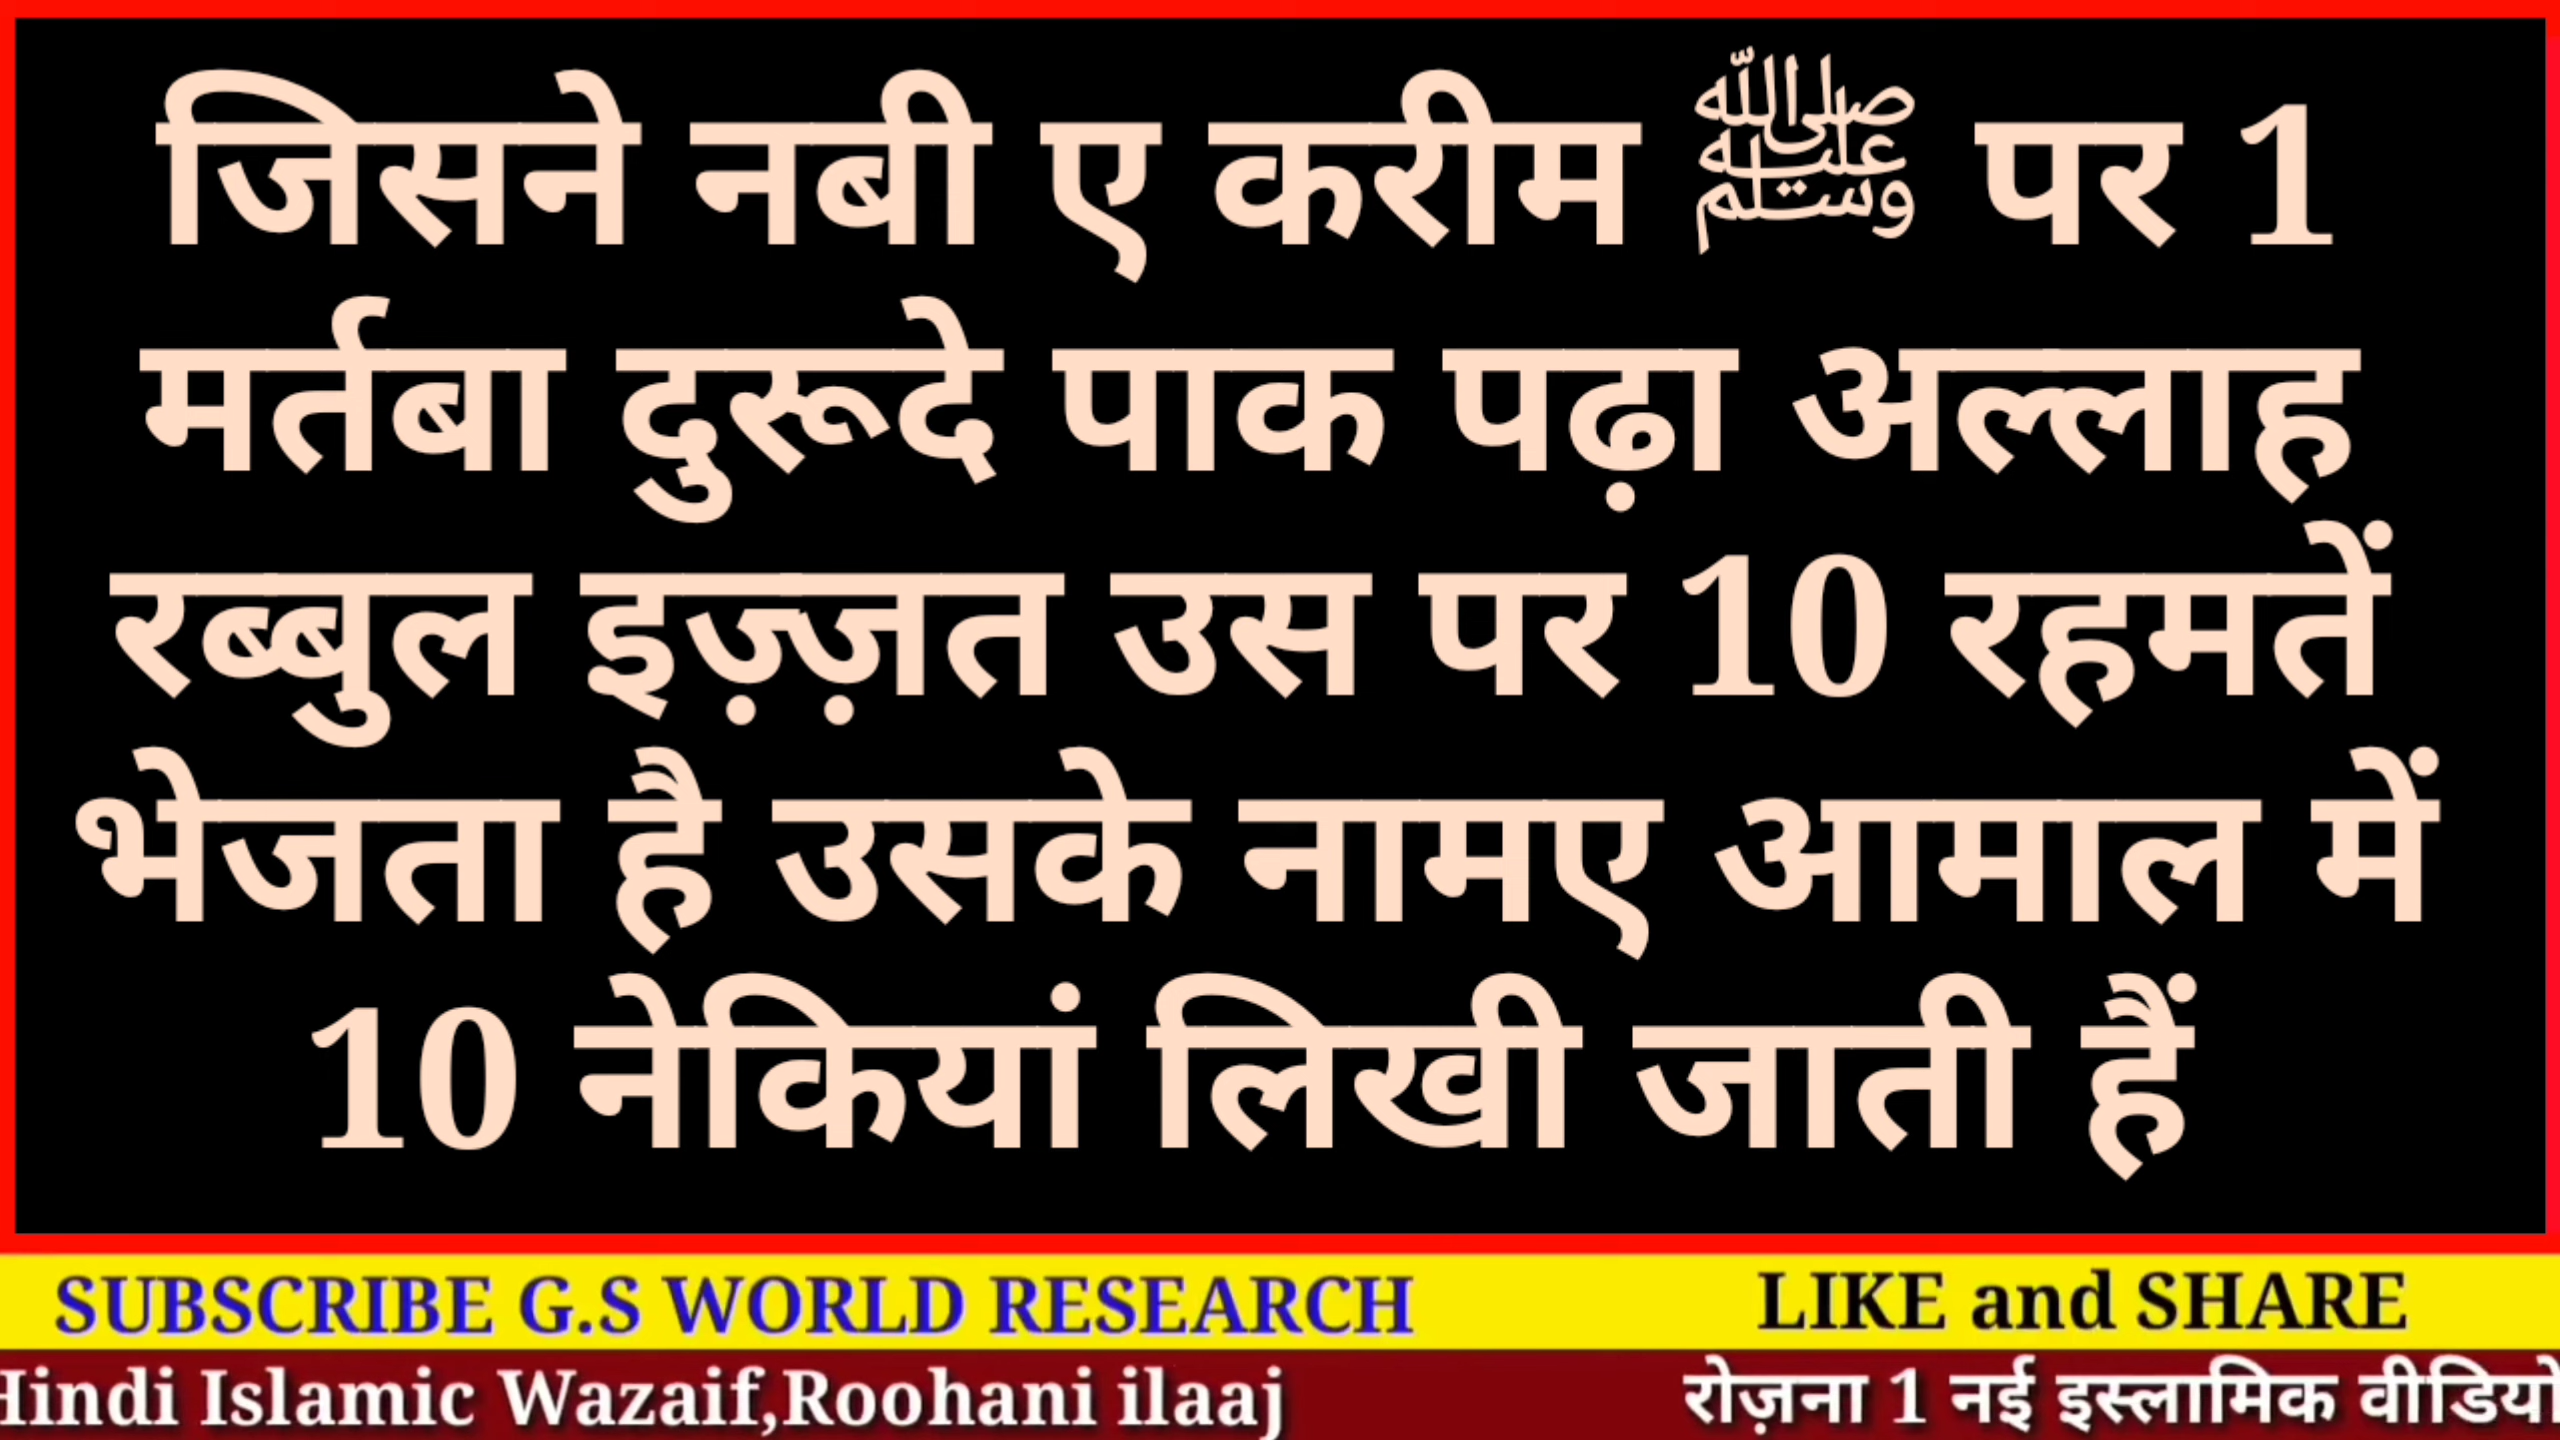 जिसने नबी ए करीम ﷺ पर 1
मर्तबा दुरूदे पाक पढ़ा अल्लाह
रब्बुल इज़्ज़त उस पर 10 रहमतें
भेजता है उसके नामए आमाल में
10 नेकियां लिखी जाती हैं
SUBSCRIBE G.S WORLD RESEARCH LIKE and SHARE
Hindi Islamic Wazaif,Roohani ilaaj रोज़ना 1 नई इस्लामिक वीडियो